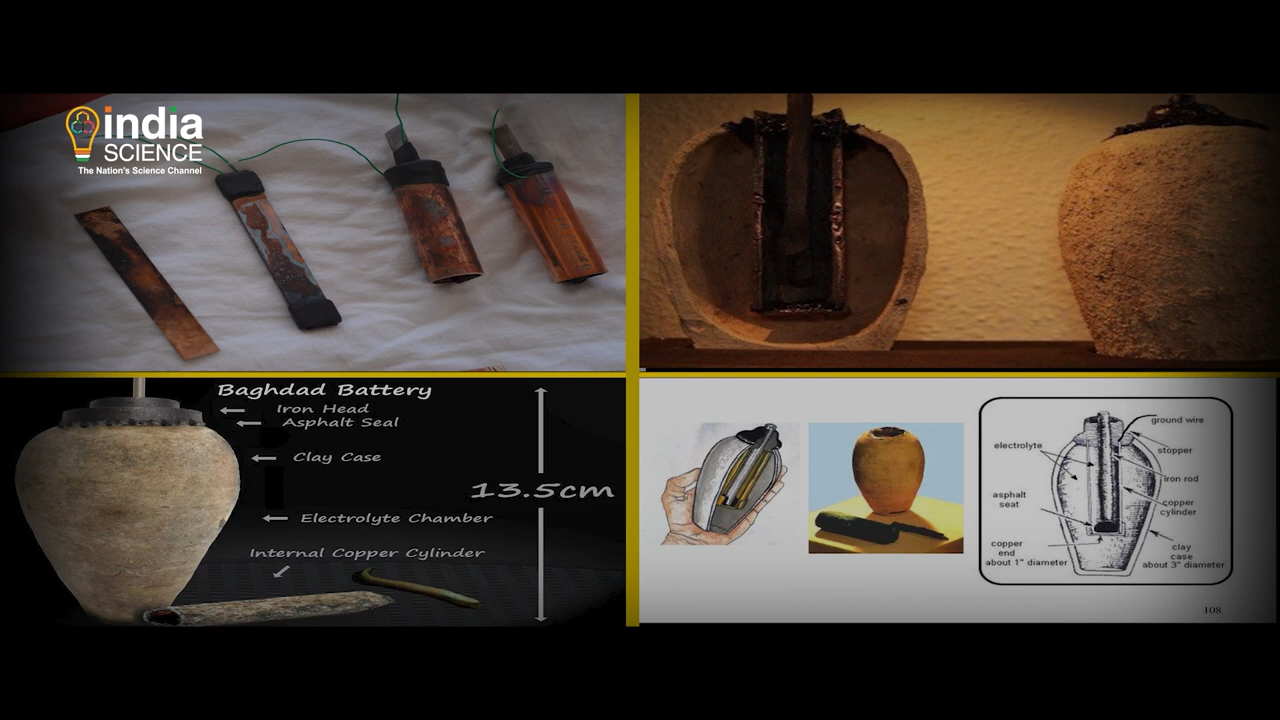 india
SCIENCE
The Nation's Science Channel
Baghdad Battery
Iron Head
Asphalt Seal
Clay Case
13.5cm
Electrolyte Chamber
Internal Copper Cylinder
ground wire
electrolyte
stopper
iron rod
asphalt
seat
copper
cylinder
copper
end
about 1" diameter
clay
case
about 3" diameter
108